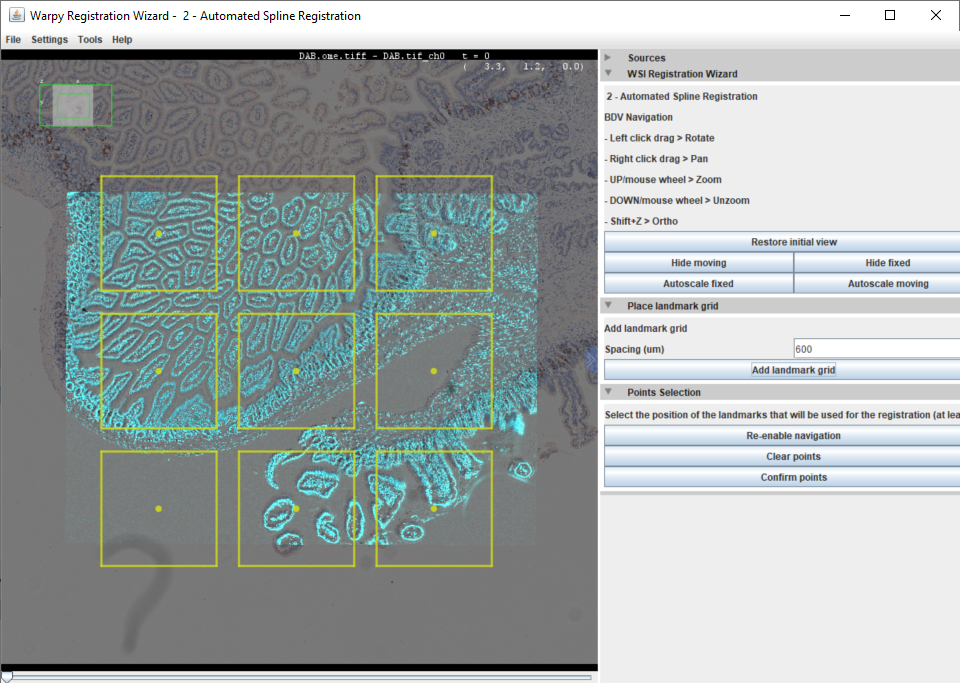 Warpy Registration Wizard -  2 - Automated Spline Registration
File Settings Tools Help
DAB.ome.tiff - DAB.tif_ch0 t = 0
( 3.3, 1.2, 0.0)
Sources
WSI Registration Wizard
2 - Automated Spline Registration
BDV Navigation
- Left click drag > Rotate
- Right click drag > Pan
- UP/mouse wheel > Zoom
- DOWN/mouse wheel > Unzoom
- Shift+Z > Ortho
Restore initial view
Hide moving Hide fixed
Autoscale fixed Autoscale moving
Place landmark grid
Add landmark grid
Spacing (um) 600
Add landmark grid
Points Selection
Select the position of the landmarks that will be used for the registration (at lea
Re-enable navigation
Clear points
Confirm points